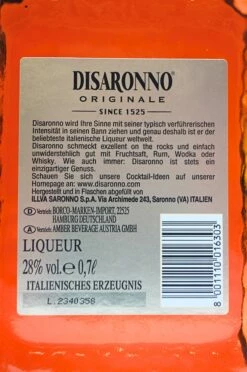 DISARONNO®
ORIGINALE
SINCE 1525
Disaronno wird Ihre Sinne mit seiner typisch verführerischen
Intensität in seinen Bann ziehen und genau deshalb ist er der
beliebteste italienische Liqueur weltweit.
Disaronno schmeckt exzellent on the rocks und einfach
unwiderstehlich gut mit Fruchtsaft, Rum, Wodka oder
Whisky. Wie auch immer: Disaronno ist stets ein
einzigartiger Genuss.
Schauen Sie sich unsere Cocktail-Ideen auf unserer
Homepage an: www.disaronno.com
Hergestellt und in Flaschen abgefüllt von
ILLVA SARONNO S.p.A. Via Archimede 243, Saronno (VA) ITALIEN
D Vertrieb: BORCO-MARKEN-IMPORT, 22525
HAMBURG DEUTSCHLAND
A Vertrieb: AMBER BEVERAGE AUSTRIA GMBH
LIQUEUR
28% vol. e 0,7ℓ
ITALIENISCHES ERZEUGNIS
L. 2340358
8 001110 016303